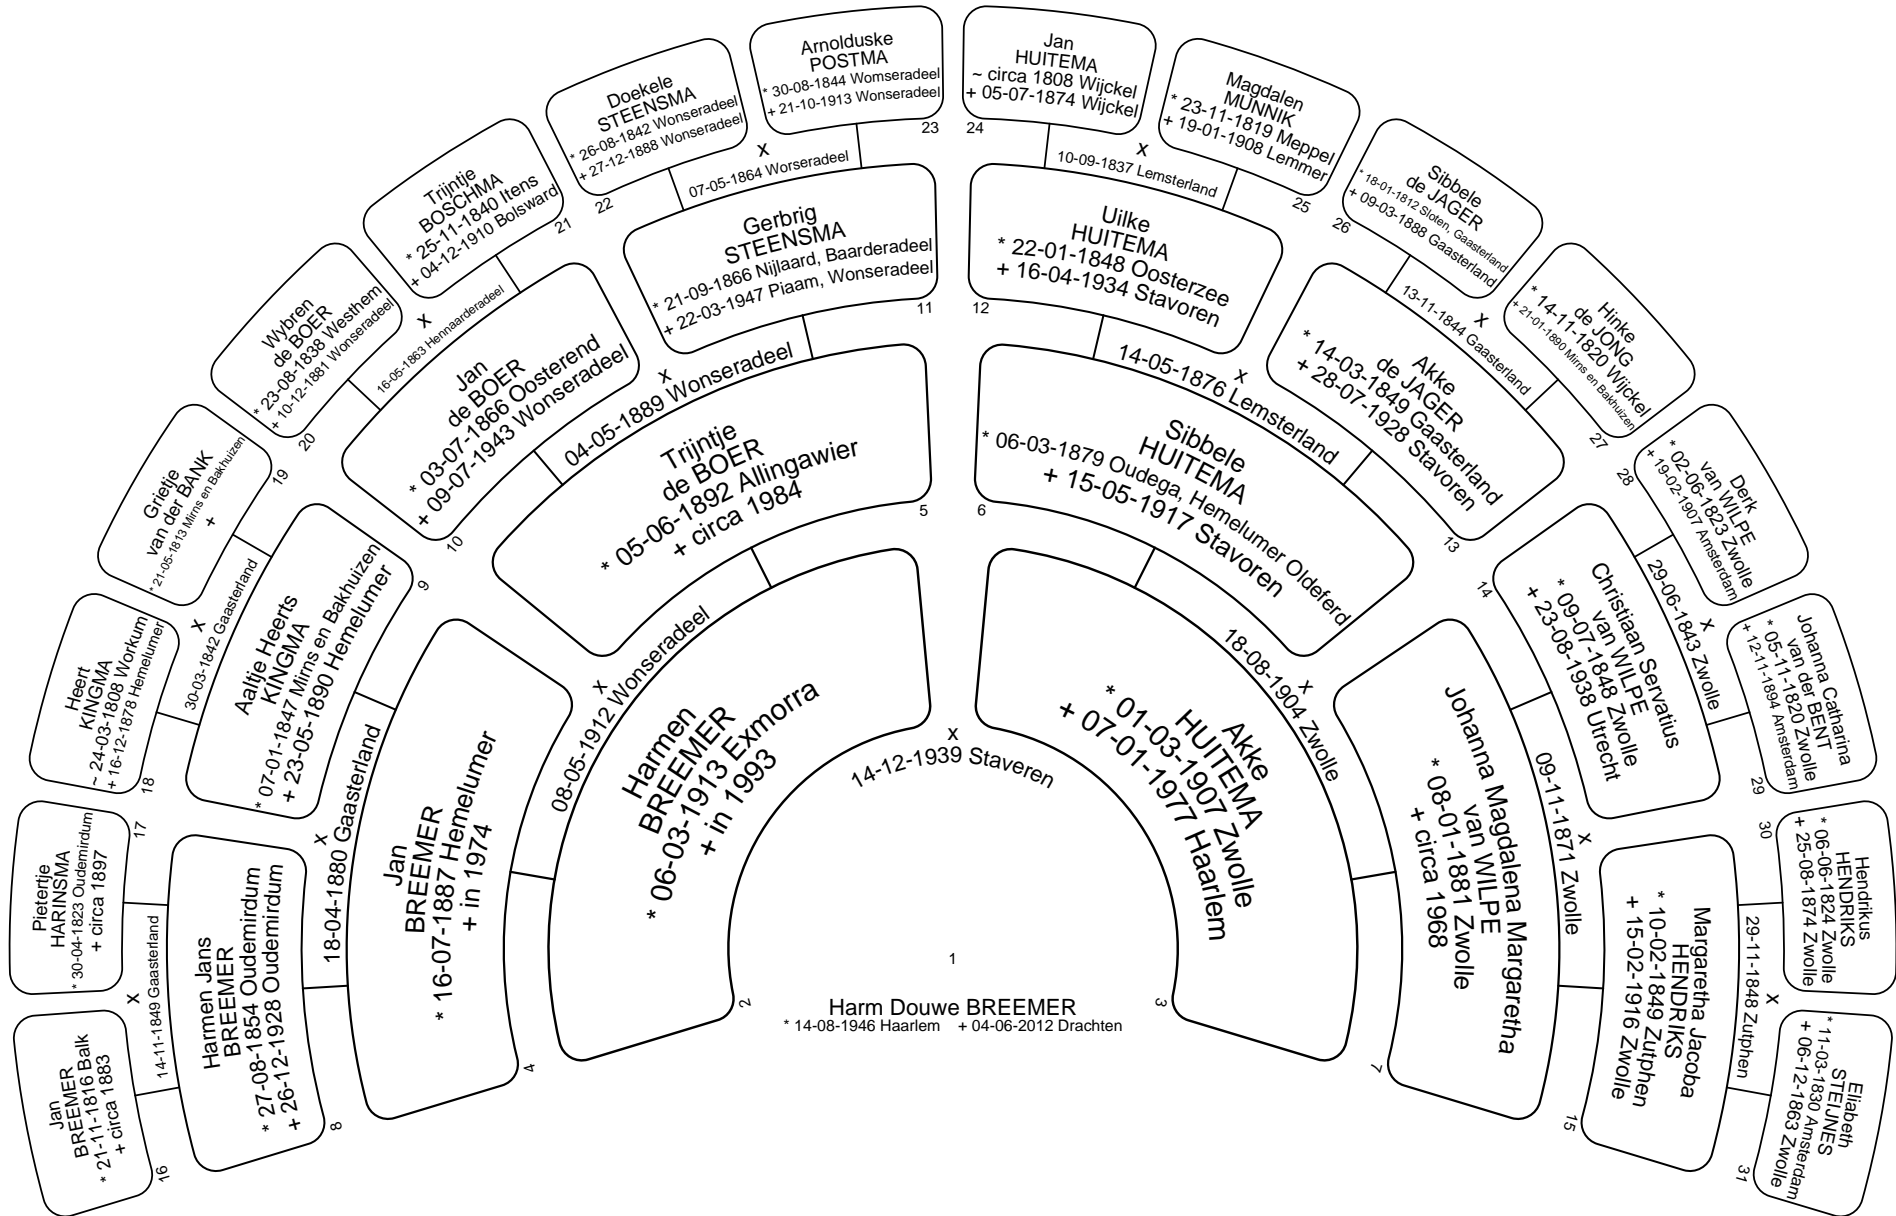 1
Harm Douwe BREEMER
* 14-08-1946 Haarlem + 04-06-2012 Drachten
2
Harmen
BREEMER
* 06-03-1913 Exmorra
+ in 1993
x
14-12-1939 Staveren
3
Akke
HUITEMA
* 01-03-1907 Zwolle
+ 07-01-1977 Haarlem
4
Jan
BREEMER
* 16-07-1887 Hemelumer
+ in 1974
x
08-05-1912 Wonseradeel
5
Trijntje
de BOER
* 05-06-1892 Allingawier
+ circa 1984
6
Sibbele
HUITEMA
* 06-03-1879 Oudega, Hemelumer Oldeferd
+ 15-05-1917 Stavoren
x
18-08-1904 Zwolle
7
Johanna Magdalena Margaretha
van WILPE
* 08-01-1881 Zwolle
+ circa 1968
8
Harmen Jans
BREEMER
* 27-08-1854 Oudemirdum
+ 26-12-1928 Oudemirdum
x
18-04-1880 Gaasterland
9
Aaltje Heerts
KINGMA
* 07-01-1847 Mirns en Bakhuizen
+ 23-05-1890 Hemelumer
10
Jan
de BOER
* 03-07-1866 Oosterend
+ 09-07-1943 Wonseradeel
x
04-05-1889 Wonseradeel
11
Gerbrig
STEENSMA
* 21-09-1866 Nijlaard, Baarderadeel
+ 22-03-1947 Piaam, Wonseradeel
12
Uilke
HUITEMA
* 22-01-1848 Oosterzee
+ 16-04-1934 Stavoren
x
14-05-1876 Lemsterland
13
Akke
de JAGER
* 14-03-1849 Gaasterland
+ 28-07-1928 Stavoren
14
Christiaan Servatius
van WILPE
* 09-07-1848 Zwolle
+ 23-08-1938 Utrecht
x
09-11-1871 Zwolle
15
Margaretha Jacoba
HENDRIKS
* 10-02-1849 Zutphen
+ 15-02-1916 Zwolle
16
Jan
BREEMER
* 21-11-1816 Balk
+ circa 1883
x
14-11-1849 Gaasterland
17
Pietertje
HARINSMA
* 30-04-1823 Oudemirdum
+ circa 1897
18
Heert
KINGMA
~ 24-03-1808 Workum
+ 16-12-1878 Hemelumer
x
30-03-1842 Gaasterland
19
Grietje
van der BANK
* 21-05-1813 Mirns en Bakhuizen
+
20
Wybren
de BOER
* 23-08-1838 Westhem
+ 10-12-1881 Wonseradeel
x
16-05-1863 Hennaarderadeel
21
Trijntje
BOSCHMA
* 25-11-1840 Itens
+ 04-12-1910 Bolsward
22
Doekele
STEENSMA
* 26-08-1842 Wonseradeel
+ 27-12-1888 Wonseradeel
x
07-05-1864 Worseradeel
23
Arnolduske
POSTMA
* 30-08-1844 Womseradeel
+ 21-10-1913 Wonseradeel
24
Jan
HUITEMA
~ circa 1808 Wijckel
+ 05-07-1874 Wijckel
x
10-09-1837 Lemsterland
25
Magdalen
MUNNIK
* 23-11-1819 Meppel
+ 19-01-1908 Lemmer
26
Sibbele
de JAGER
* 18-01-1812 Sloten, Gaasterland
+ 09-03-1888 Gaasterland
x
13-11-1844 Gaasterland
27
Hinke
de JONG
* 14-11-1820 Wijckel
+ 21-01-1890 Mirns en Bakhuizen
28
Derk
van WILPE
* 02-06-1823 Zwolle
+ 19-02-1907 Amsterdam
x
29-06-1843 Zwolle
29
Johanna Catharina
van der BENT
* 05-11-1820 Zwolle
+ 12-11-1894 Amsterdam
30
Hendrikus
HENDRIKS
* 06-06-1824 Zwolle
+ 25-08-1874 Zwolle
x
29-11-1848 Zutphen
31
Eliabeth
STEIJNES
* 11-03-1830 Amsterdam
+ 06-12-1863 Zwolle